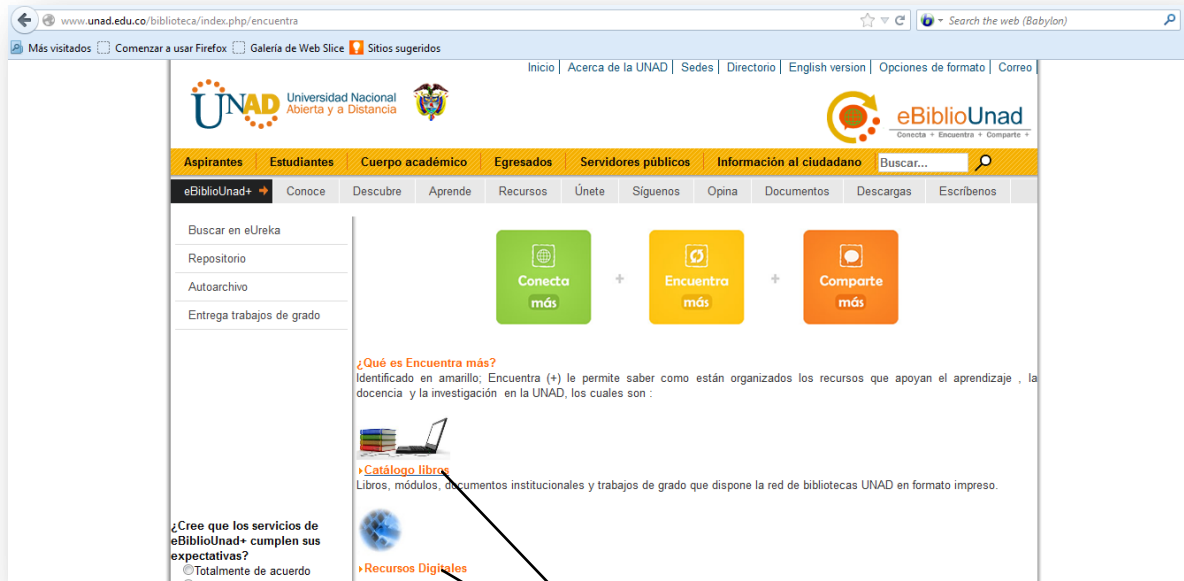 www.unad.edu.co/biblioteca/index.php/encuentra
Search the web (Babylon)
Más visitados Comenzar a usar Firefox Galería de Web Slice Sitios sugeridos
Inicio | Acerca de la UNAD | Sedes | Directorio | English version | Opciones de formato | Correo |
UNAD Universidad Nacional
Abierta y a Distancia
eBiblioUnad
Conecta + Encuentra + Comparte +
Aspirantes Estudiantes Cuerpo académico Egresados Servidores públicos Información al ciudadano Buscar...
eBiblioUnad+ Conoce Descubre Aprende Recursos Únete Síguenos Opina Documentos Descargas Escríbenos
Buscar en eUreka
Repositorio
Autoarchivo
Entrega trabajos de grado
Conecta
más
+
Encuentra
más
+
Comparte
más
¿Qué es Encuentra más?
Identificado en amarillo; Encuentra (+) le permite saber como están organizados los recursos que apoyan el aprendizaje , la
docencia y la investigación en la UNAD, los cuales son :
Catálogo libros
Libros, módulos, documentos institucionales y trabajos de grado que dispone la red de bibliotecas UNAD en formato impreso.
Recursos Digitales
¿Cree que los servicios de
eBiblioUnad+ cumplen sus
expectativas?
Totalmente de acuerdo